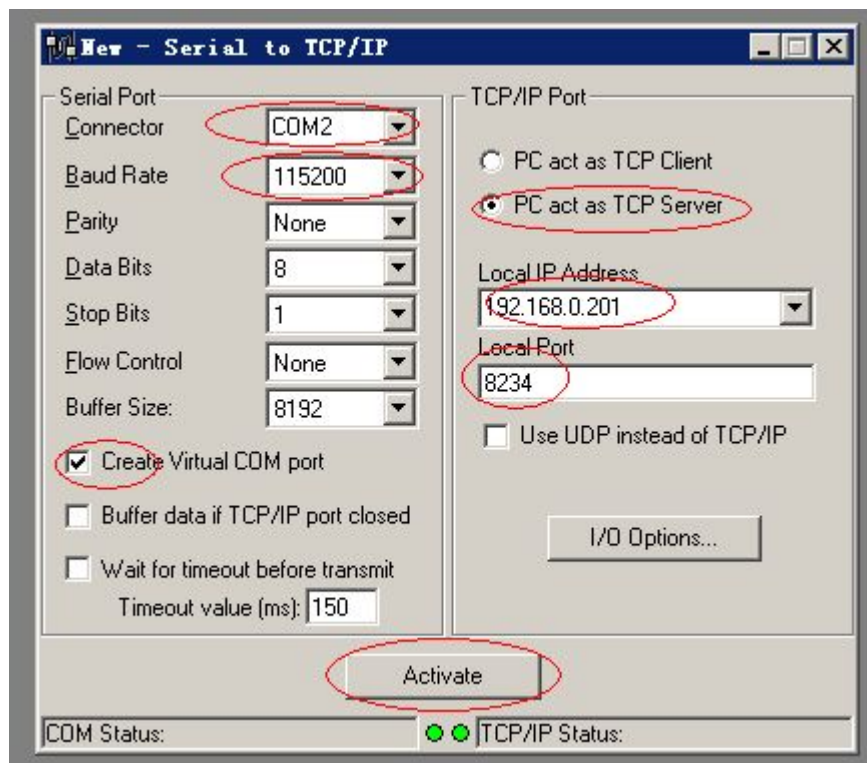 New - Serial to TCP/IP
Serial Port
Connector
COM2
Baud Rate
115200
Parity
None
Data Bits
8
Stop Bits
1
Flow Control
None
Buffer Size:
8192
Create Virtual COM port
Buffer data if TCP/IP port closed
Wait for timeout before transmit
Timeout value (ms): 150
TCP/IP Port
PC act as TCP Client
PC act as TCP Server
Local IP Address
192.168.0.201
Local Port
8234
Use UDP instead of TCP/IP
I/O Options...
Activate
COM Status:
TCP/IP Status: